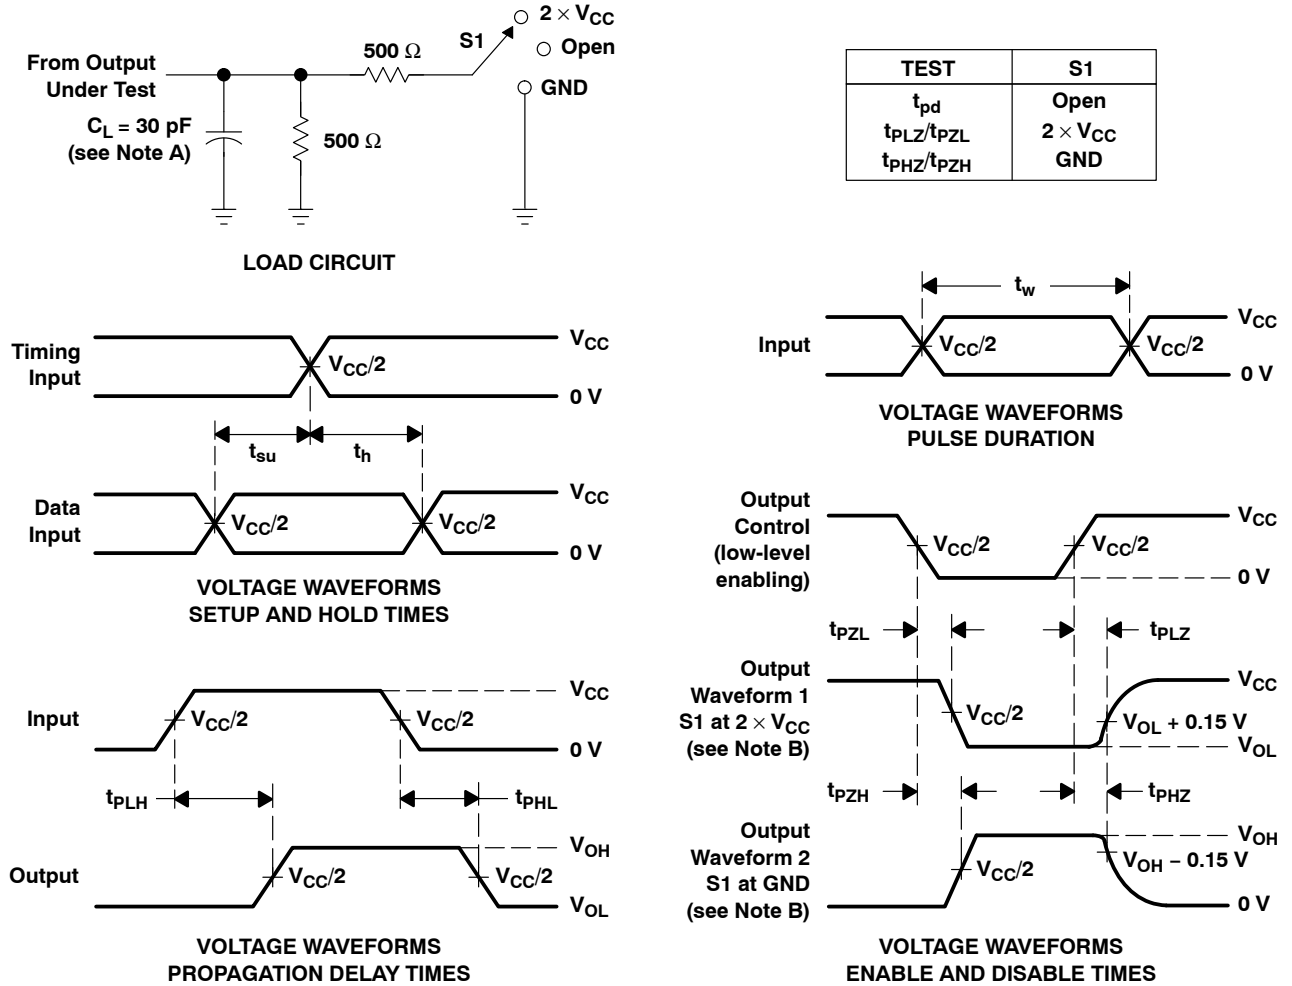 From Output
Under Test
C_L = 30 pF
(see Note A)
500 Ω
500 Ω
S1
2 × V_CC
Open
GND
LOAD CIRCUIT
TEST S1
t_pd Open
t_PLZ/t_PZL 2 × V_CC
t_PHZ/t_PZH GND
Timing
Input
V_CC/2
V_CC
0 V
t_su
t_h
Data
Input
V_CC/2
V_CC/2
V_CC
0 V
VOLTAGE WAVEFORMS
SETUP AND HOLD TIMES
t_w
Input
V_CC/2
V_CC/2
V_CC
0 V
VOLTAGE WAVEFORMS
PULSE DURATION
Input
V_CC/2
V_CC/2
V_CC
0 V
t_PLH
t_PHL
Output
V_CC/2
V_CC/2
V_OH
V_OL
VOLTAGE WAVEFORMS
PROPAGATION DELAY TIMES
Output
Control
(low-level
enabling)
V_CC/2
V_CC/2
V_CC
0 V
t_PZL
t_PLZ
Output
Waveform 1
S1 at 2 × V_CC
(see Note B)
V_CC/2
V_CC
V_OL + 0.15 V
V_OL
t_PZH
t_PHZ
Output
Waveform 2
S1 at GND
(see Note B)
V_CC/2
V_OH
V_OH − 0.15 V
0 V
VOLTAGE WAVEFORMS
ENABLE AND DISABLE TIMES